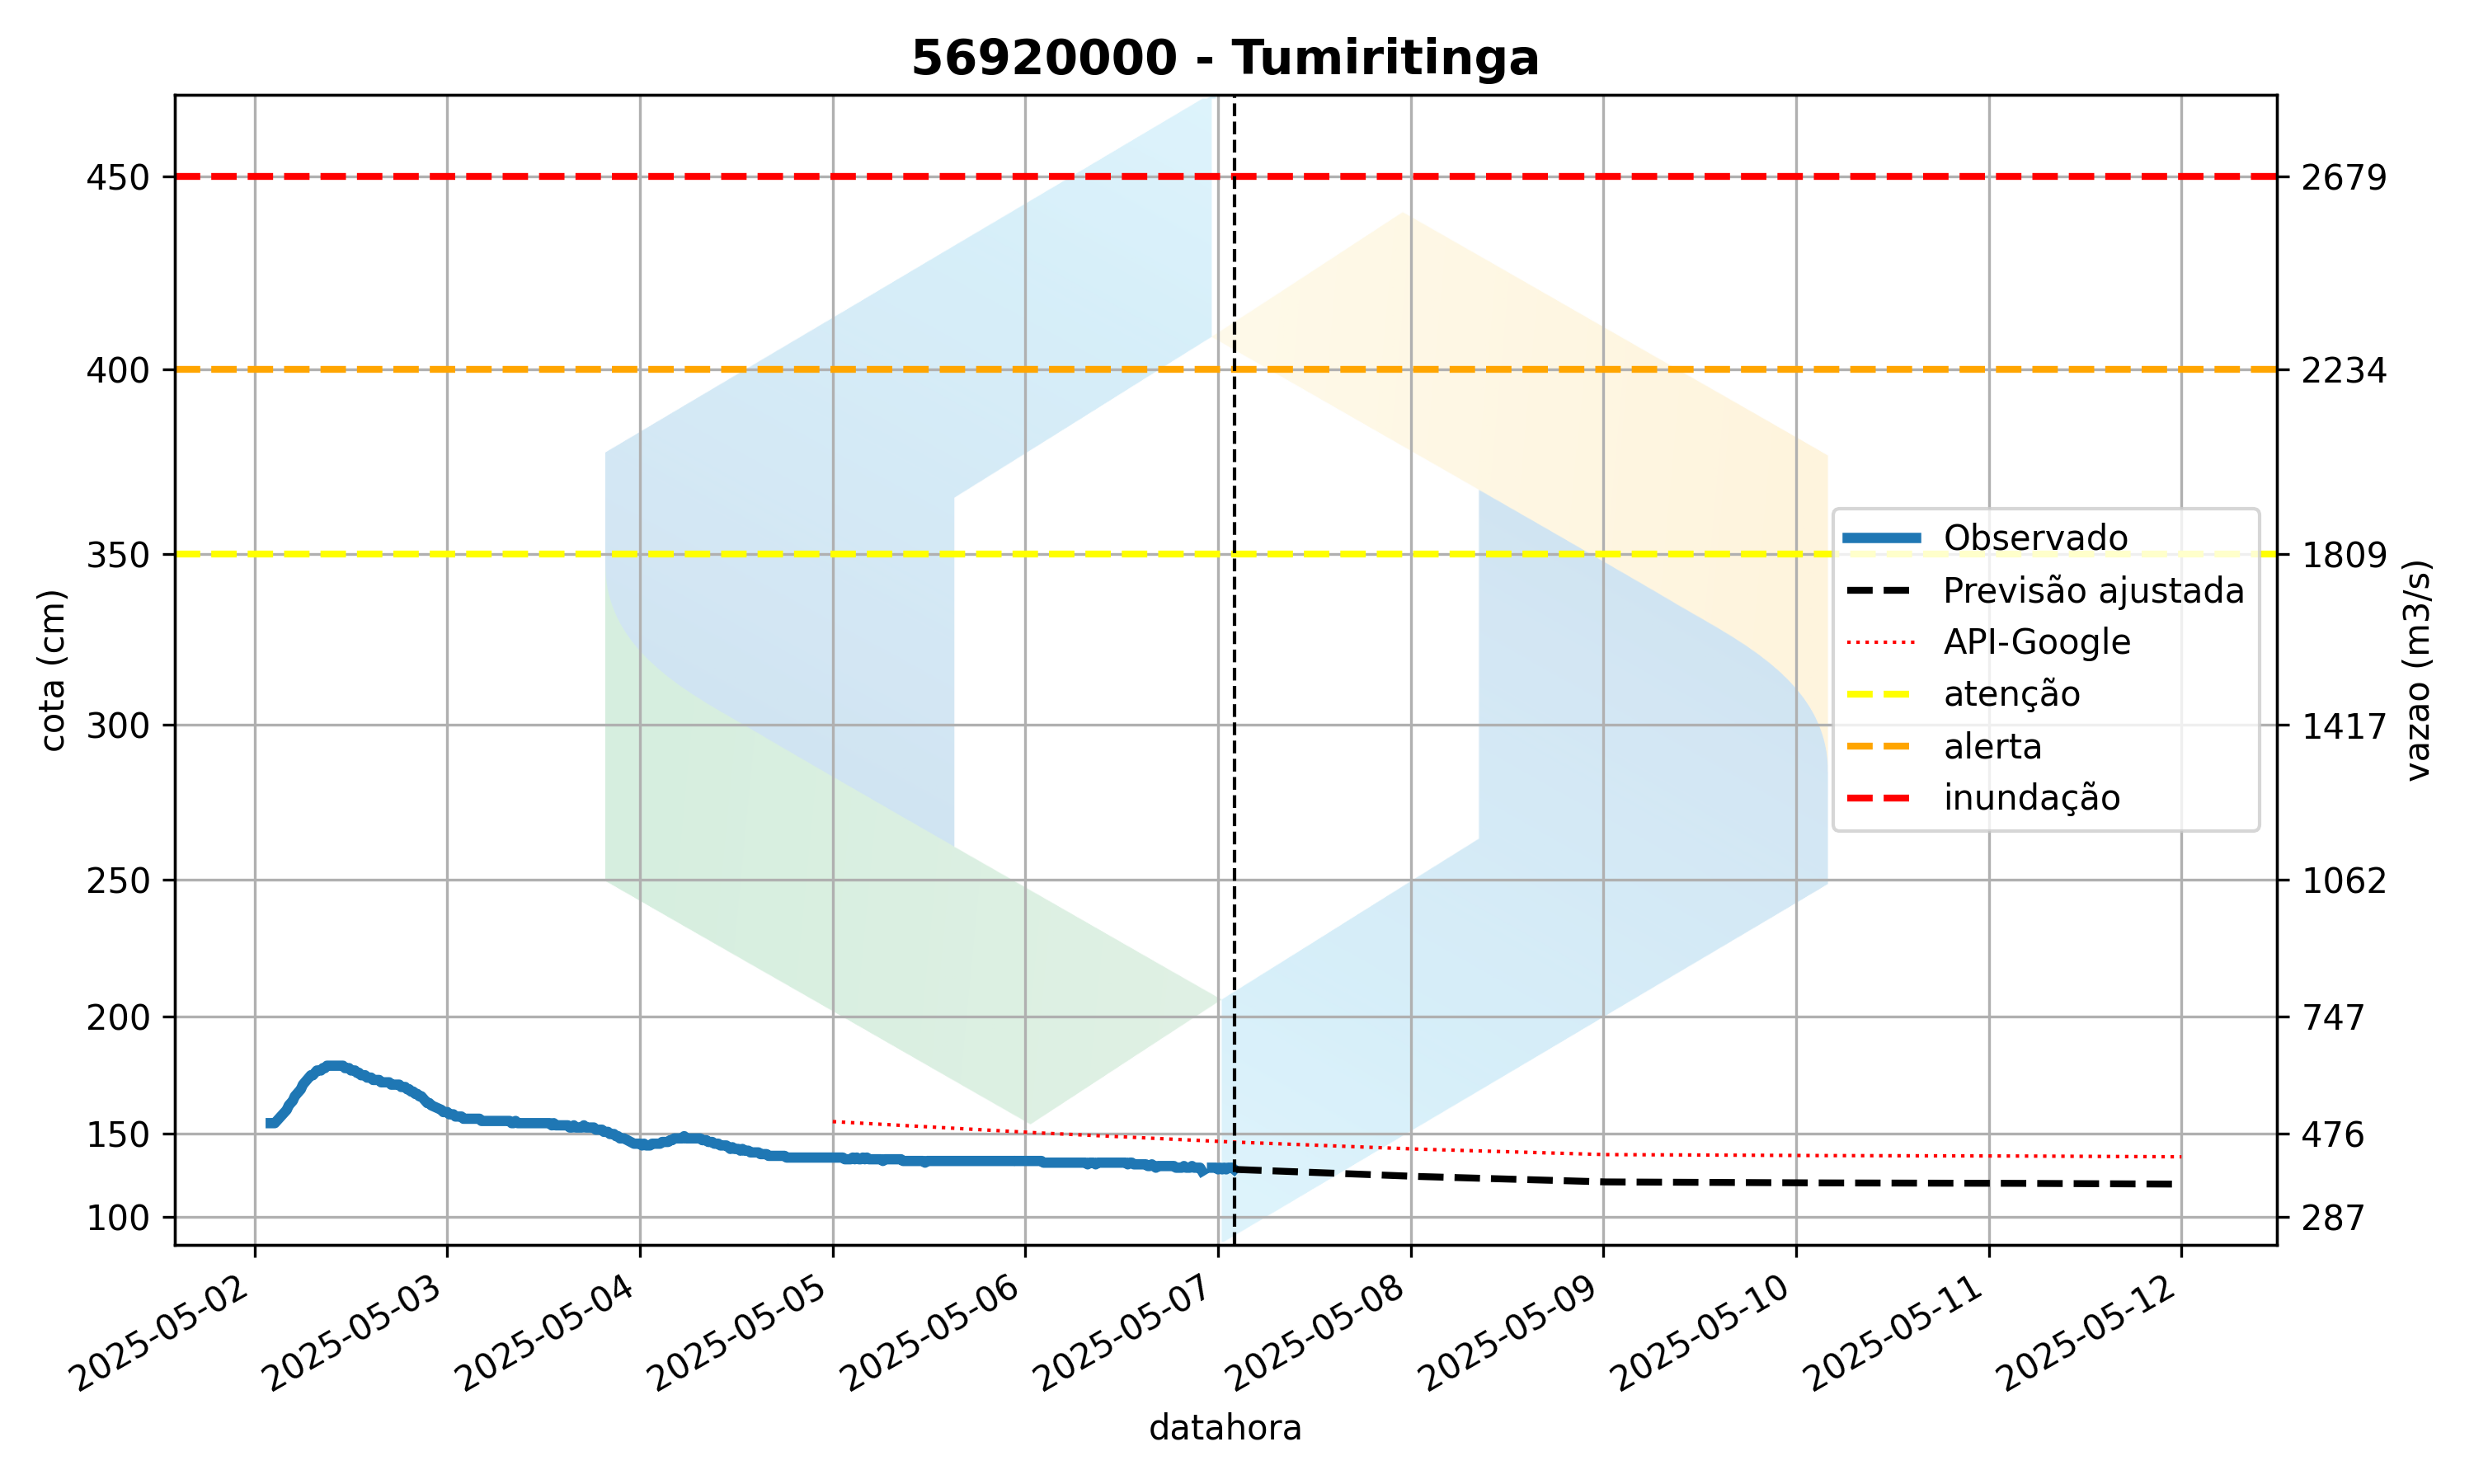 56920000 - Tumiritinga
cota (cm)
450
400
350
300
250
200
150
100
2679
2234
1809
1417
1062
747
476
287
vazao (m3/s)
Observado
Previsão ajustada
API-Google
atenção
alerta
inundação
2025-05-02
2025-05-03
2025-05-04
2025-05-05
2025-05-06
2025-05-07
2025-05-08
2025-05-09
2025-05-10
2025-05-11
2025-05-12
datahora